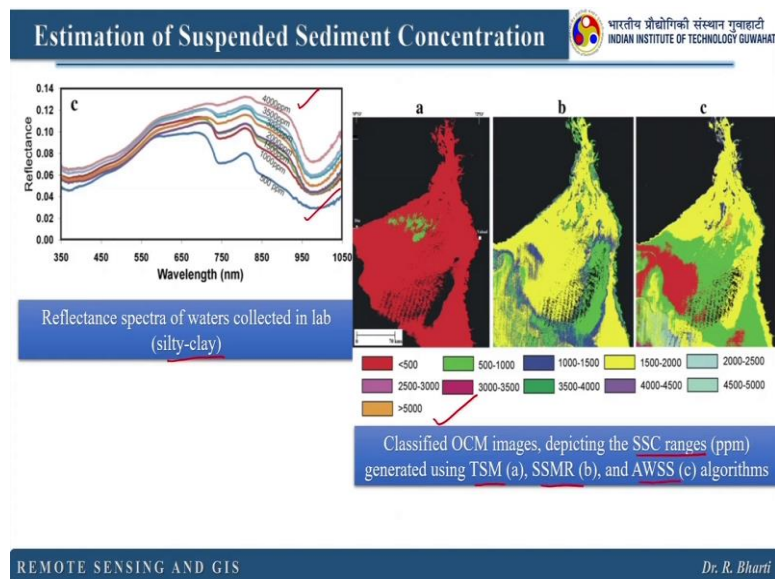 Estimation of Suspended Sediment Concentration
भारतीय प्रौद्योगिकी संस्थान गुवाहाटी
INDIAN INSTITUTE OF TECHNOLOGY GUWAHAT
c
0.14
0.12
0.10
0.08
0.06
0.04
0.02
0.00
Reflectance
4000ppm
3500ppm
2000ppm
1000ppm
500 ppm
350 450 550 650 750 850 950 1050
Wavelength (nm)
Reflectance spectra of waters collected in lab
(silty-clay)
a b c
<500 500-1000 1000-1500 1500-2000 2000-2500
2500-3000 3000-3500 3500-4000 4000-4500 4500-5000
>5000
Classified OCM images, depicting the SSC ranges (ppm)
generated using TSM (a), SSMR (b), and AWSS (c) algorithms
REMOTE SENSING AND GIS
Dr. R. Bharti